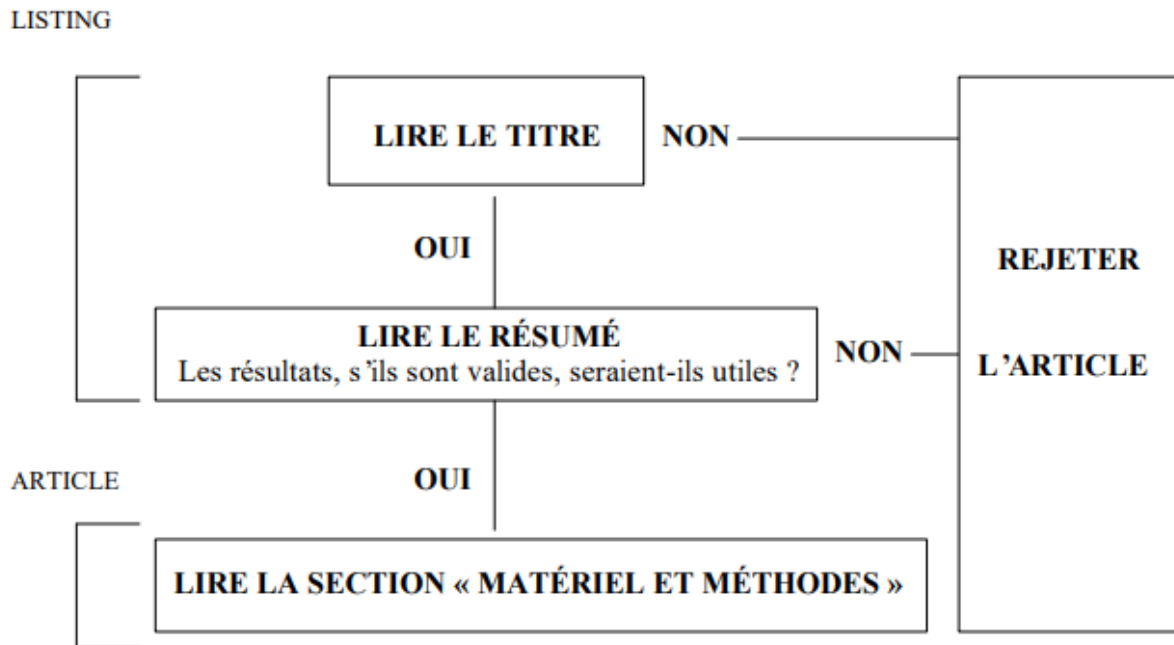 LISTING
LIRE LE TITRE
NON
OUI
REJETER
LIRE LE RÉSUMÉ
Les résultats, s’ils sont valides, seraient-ils utiles ?
NON
L’ARTICLE
ARTICLE
OUI
LIRE LA SECTION « MATÉRIEL ET MÉTHODES »